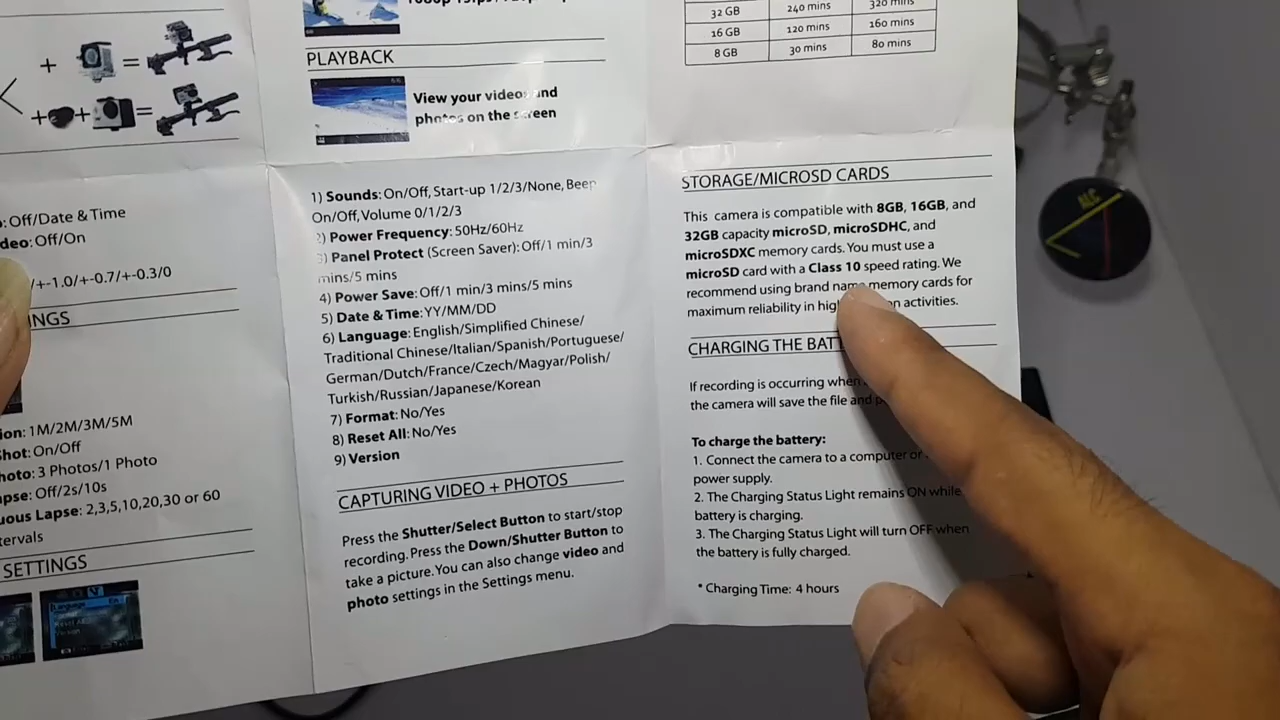 : Off/Date & Time
deo: Off/On
/+-1.0/+-0.7/+-0.3/0
INGS
ion: 1M/2M/3M/5M
Shot: On/Off
hoto: 3 Photos/1 Photo
apse: Off/2s/10s
uous Lapse: 2,3,5,10,20,30 or 60
tervals
SETTINGS
Language
Reset All
Version
PLAYBACK
View your videos and
photos on the screen
1) Sounds: On/Off, Start-up 1/2/3/None, Beep
On/Off, Volume 0/1/2/3
2) Power Frequency: 50Hz/60Hz
3) Panel Protect (Screen Saver): Off/1 min/3
mins/5 mins
4) Power Save: Off/1 min/3 mins/5 mins
5) Date & Time: YY/MM/DD
6) Language: English/Simplified Chinese/
Traditional Chinese/Italian/Spanish/Portuguese/
German/Dutch/France/Czech/Magyar/Polish/
Turkish/Russian/Japanese/Korean
7) Format: No/Yes
8) Reset All: No/Yes
9) Version
CAPTURING VIDEO + PHOTOS
Press the Shutter/Select Button to start/stop
recording. Press the Down/Shutter Button to
take a picture. You can also change video and
photo settings in the Settings menu.
32 GB 240 mins 320 mins
16 GB 120 mins 160 mins
8 GB 30 mins 80 mins
STORAGE/MICROSD CARDS
This camera is compatible with 8GB, 16GB, and
32GB capacity microSD, microSDHC, and
microSDXC memory cards. You must use a
microSD card with a Class 10 speed rating. We
recommend using brand name memory cards for
maximum reliability in hig on activities.
CHARGING THE BATT
If recording is occurring when
the camera will save the file and
To charge the battery:
1. Connect the camera to a computer or
power supply.
2. The Charging Status Light remains ON while
battery is charging.
3. The Charging Status Light will turn OFF when
the battery is fully charged.
* Charging Time: 4 hours
ALC